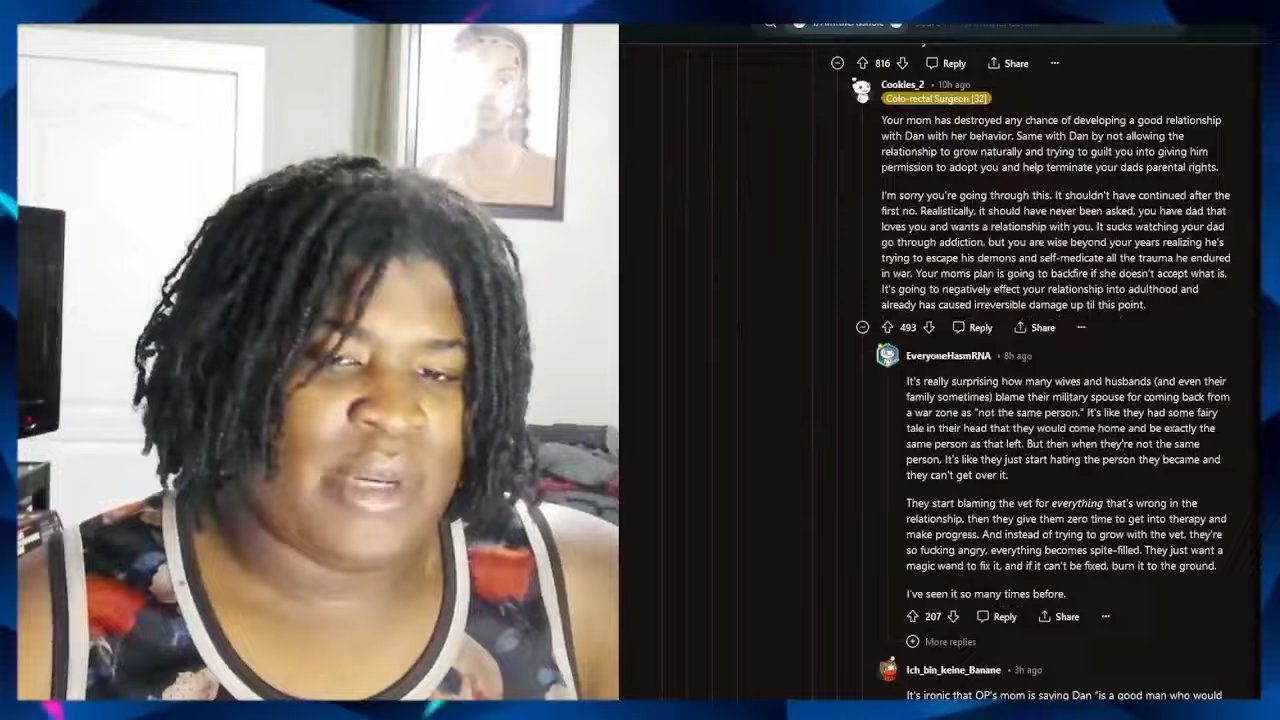 816 Reply Share
Cookies_2 • 10h ago
Colo-rectal Surgeon [32]
Your mom has destroyed any chance of developing a good relationship
with Dan with her behavior. Same with Dan by not allowing the
relationship to grow naturally and trying to guilt you into giving him
permission to adopt you and help terminate your dads parental rights.
I'm sorry you're going through this. It shouldn't have continued after the
first no. Realistically, it should have never been asked, you have dad that
loves you and wants a relationship with you. It sucks watching your dad
go through addiction, but you are wise beyond your years realizing he's
trying to escape his demons and self-medicate all the trauma he endured
in war. Your moms plan is going to backfire if she doesn't accept what is.
It's going to negatively effect your relationship into adulthood and
already has caused irreversible damage up til this point.
493 Reply Share
EveryoneHasmRNA • 8h ago
It's really surprising how many wives and husbands (and even their
family sometimes) blame their military spouse for coming back from
a war zone as "not the same person." It's like they had some fairy
tale in their head that they would come home and be exactly the
same person as that left. But then when they're not the same
person, It's like they just start hating the person they became and
they can't get over it.
They start blaming the vet for everything that's wrong in the
relationship, then they give them zero time to get into therapy and
make progress. And instead of trying to grow with the vet, they're
so fucking angry, everything becomes spite-filled. They just want a
magic wand to fix it, and if it can't be fixed, burn it to the ground.
I've seen it so many times before.
207 Reply Share
More replies
Ich_bin_keine_Banane • 3h ago
It's ironic that OP's mom is saying Dan "is a good man who would